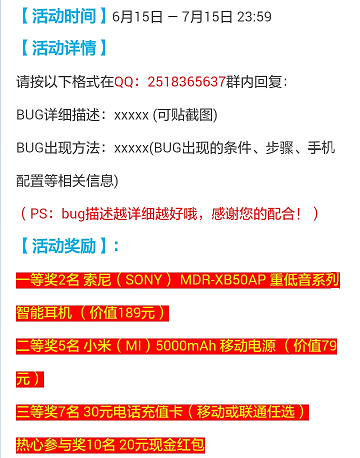 【活动时间】6月15日 — 7月15日 23:59
【活动详情】
请按以下格式在QQ：2518365637群内回复：
BUG详细描述：xxxxx (可贴截图)
BUG出现方法：xxxxx(BUG出现的条件、步骤、手机
配置等相关信息)
（PS：bug描述越详细越好哦，感谢您的配合！）
【活动奖励】：
一等奖2名 索尼（SONY） MDR-XB50AP 重低音系列
智能耳机 （价值189元）
二等奖5名 小米（MI）5000mAh 移动电源 （价值79
元）
三等奖7名 30元电话充值卡（移动或联通任选）
热心参与奖10名 20元现金红包